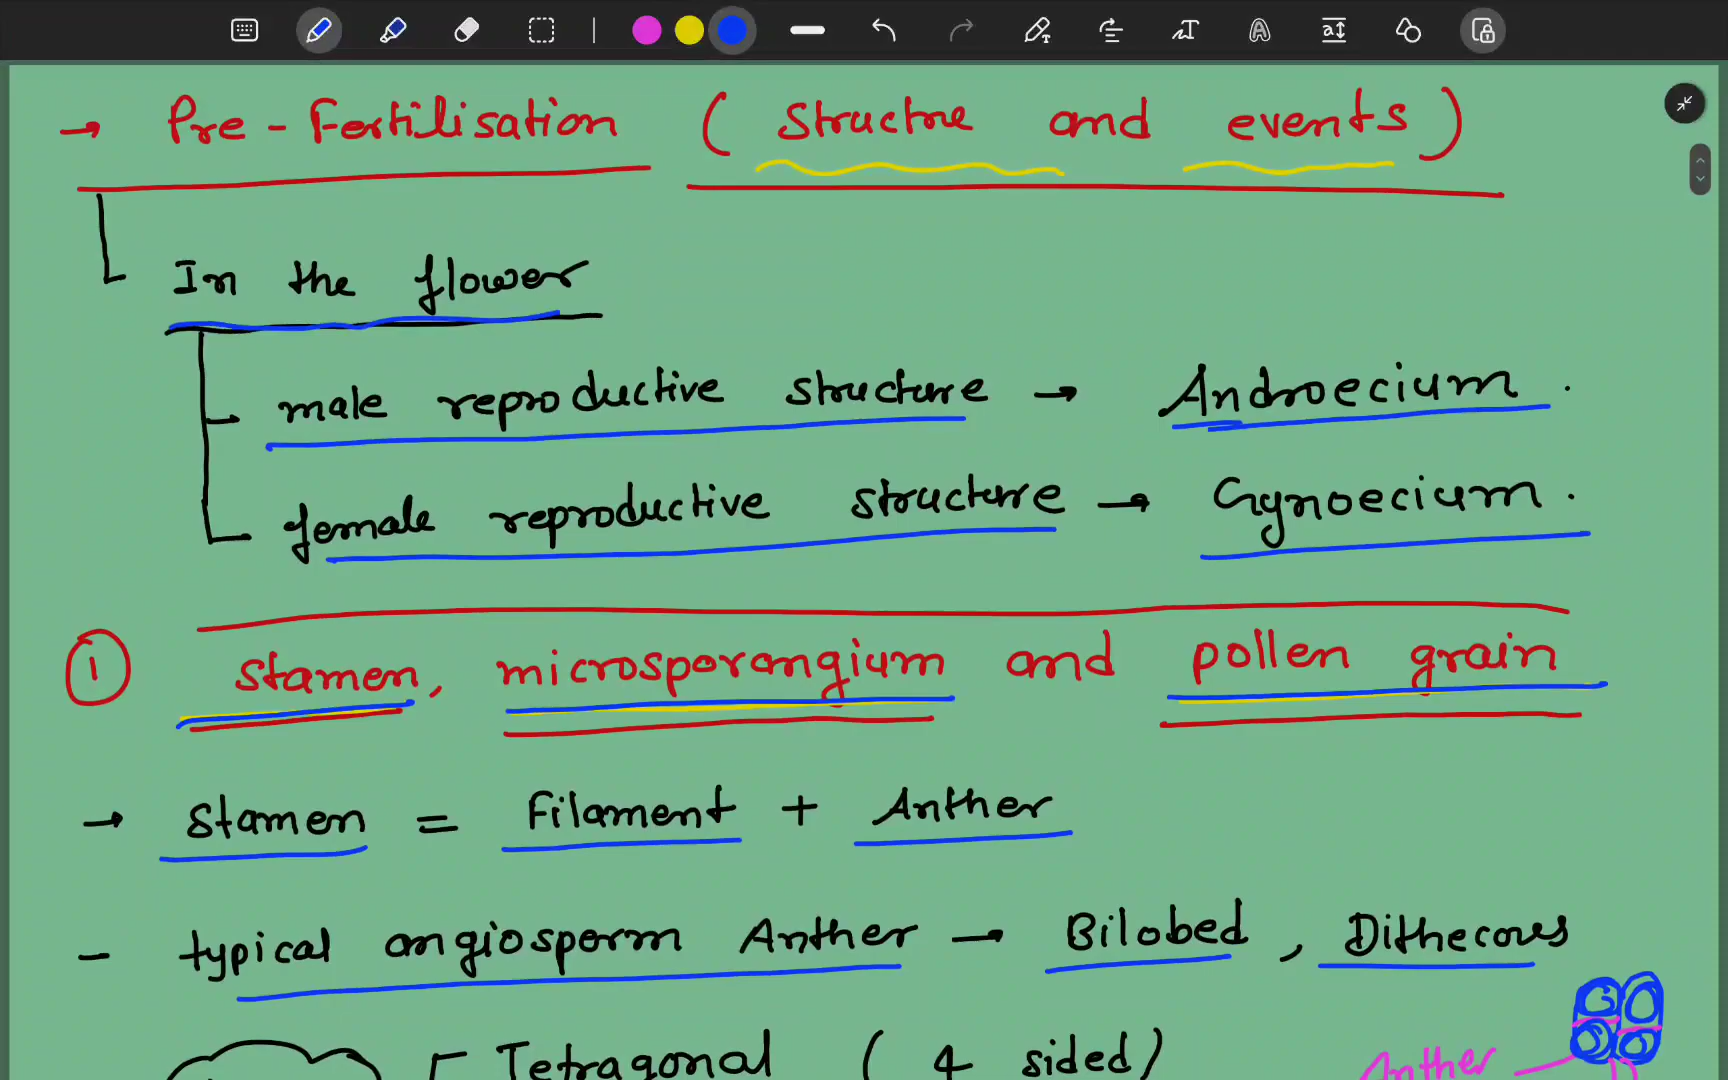 → Pre-Fertilisation (Structre and events)
In the flower
male reproductive structure → Androecium.
female reproductive structure → Gynoecium.
① Stamen, microsporangium and pollen grain
→ Stamen = Filament + Anther
- typical angiosperm Anther → Bilobed, Dithecous
Tetragonal (4 sided)
Anther